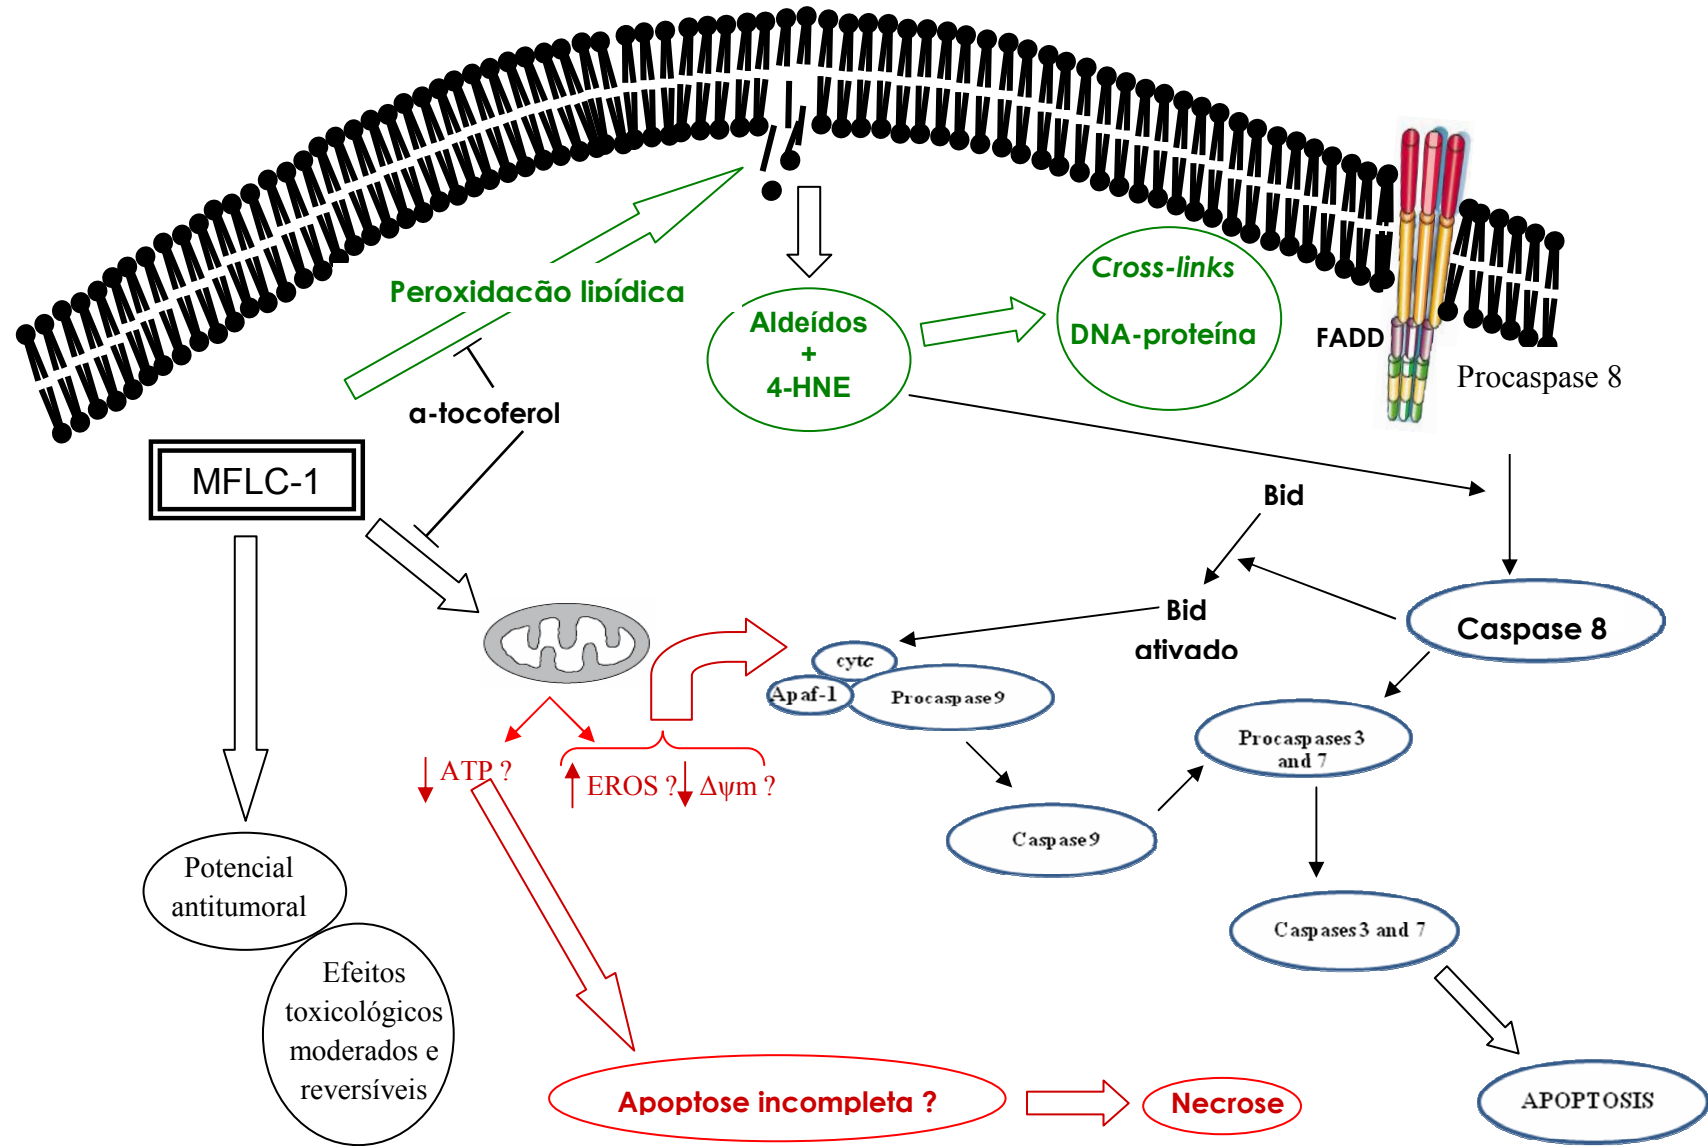 Peroxidação lipídica
Aldeídos
+
4-HNE
Cross-links
DNA-proteína
FADD
Procaspase 8
α-tocoferol
MFLC-1
Bid
Bid
ativado
Caspase 8
cytc
Apaf-1
Procaspase 9
Procaspases 3
and 7
ATP ?
EROS ?
Δψm ?
Caspase 9
Potencial
antitumoral
Caspases 3 and 7
Efeitos
toxicológicos
moderados e
reversíveis
Apoptose incompleta ?
Necrose
APOPTOSIS